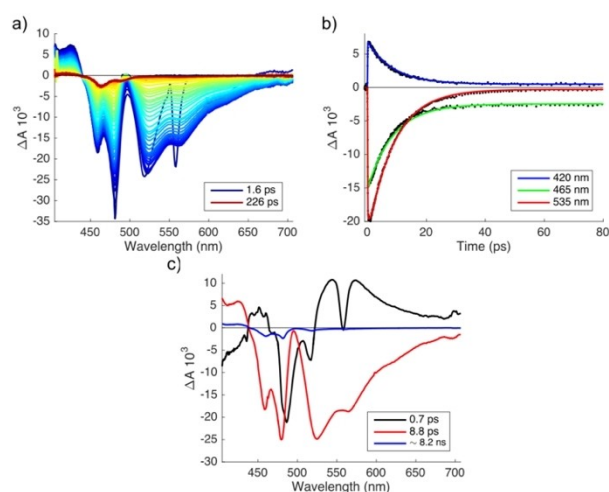 a)
10
5
0
-5
-10
-15
-20
-25
-30
-35
ΔA 10³
450 500 550 600 650 700
Wavelength (nm)
1.6 ps
226 ps
b)
10
5
0
-5
-10
-15
-20
ΔA 10³
0 20 40 60 80
Time (ps)
420 nm
465 nm
535 nm
c)
10
5
0
-5
-10
-15
-20
-25
-30
ΔA 10³
450 500 550 600 650 700
Wavelength (nm)
0.7 ps
8.8 ps
~ 8.2 ns